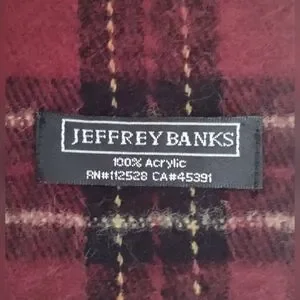 JEFFREY BANKS
100% Acrylic
RN#112528 CA#45391